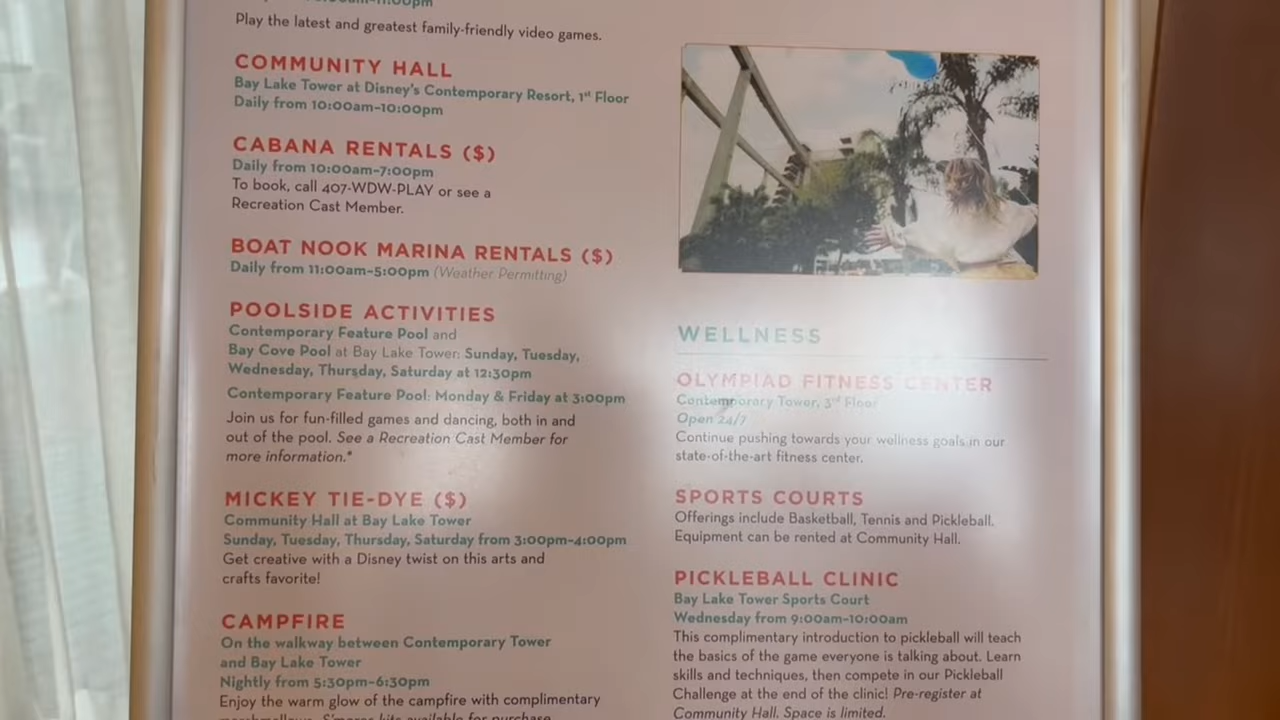 Play the latest and greatest family-friendly video games.
COMMUNITY HALL
Bay Lake Tower at Disney's Contemporary Resort, 1st Floor
Daily from 10:00am–10:00pm
CABANA RENTALS ($)
Daily from 10:00am–7:00pm
To book, call 407-WDW-PLAY or see a
Recreation Cast Member.
BOAT NOOK MARINA RENTALS ($)
Daily from 11:00am–5:00pm (Weather Permitting)
POOLSIDE ACTIVITIES
Contemporary Feature Pool and
Bay Cove Pool at Bay Lake Tower: Sunday, Tuesday,
Wednesday, Thursday, Saturday at 12:30pm
Contemporary Feature Pool: Monday & Friday at 3:00pm
Join us for fun-filled games and dancing, both in and
out of the pool. See a Recreation Cast Member for
more information.*
MICKEY TIE-DYE ($)
Community Hall at Bay Lake Tower
Sunday, Tuesday, Thursday, Saturday from 3:00pm–4:00pm
Get creative with a Disney twist on this arts and
crafts favorite!
CAMPFIRE
On the walkway between Contemporary Tower
and Bay Lake Tower
Nightly from 5:30pm–6:30pm
Enjoy the warm glow of the campfire with complimentary
marshmallows. S'mores kits available for purchase.
WELLNESS
OLYMPIAD FITNESS CENTER
Contemporary Tower, 3rd Floor
Open 24/7
Continue pushing towards your wellness goals in our
state-of-the-art fitness center.
SPORTS COURTS
Offerings include Basketball, Tennis and Pickleball.
Equipment can be rented at Community Hall.
PICKLEBALL CLINIC
Bay Lake Tower Sports Court
Wednesday from 9:00am–10:00am
This complimentary introduction to pickleball will teach
the basics of the game everyone is talking about. Learn
skills and techniques, then compete in our Pickleball
Challenge at the end of the clinic! Pre-register at
Community Hall. Space is limited.